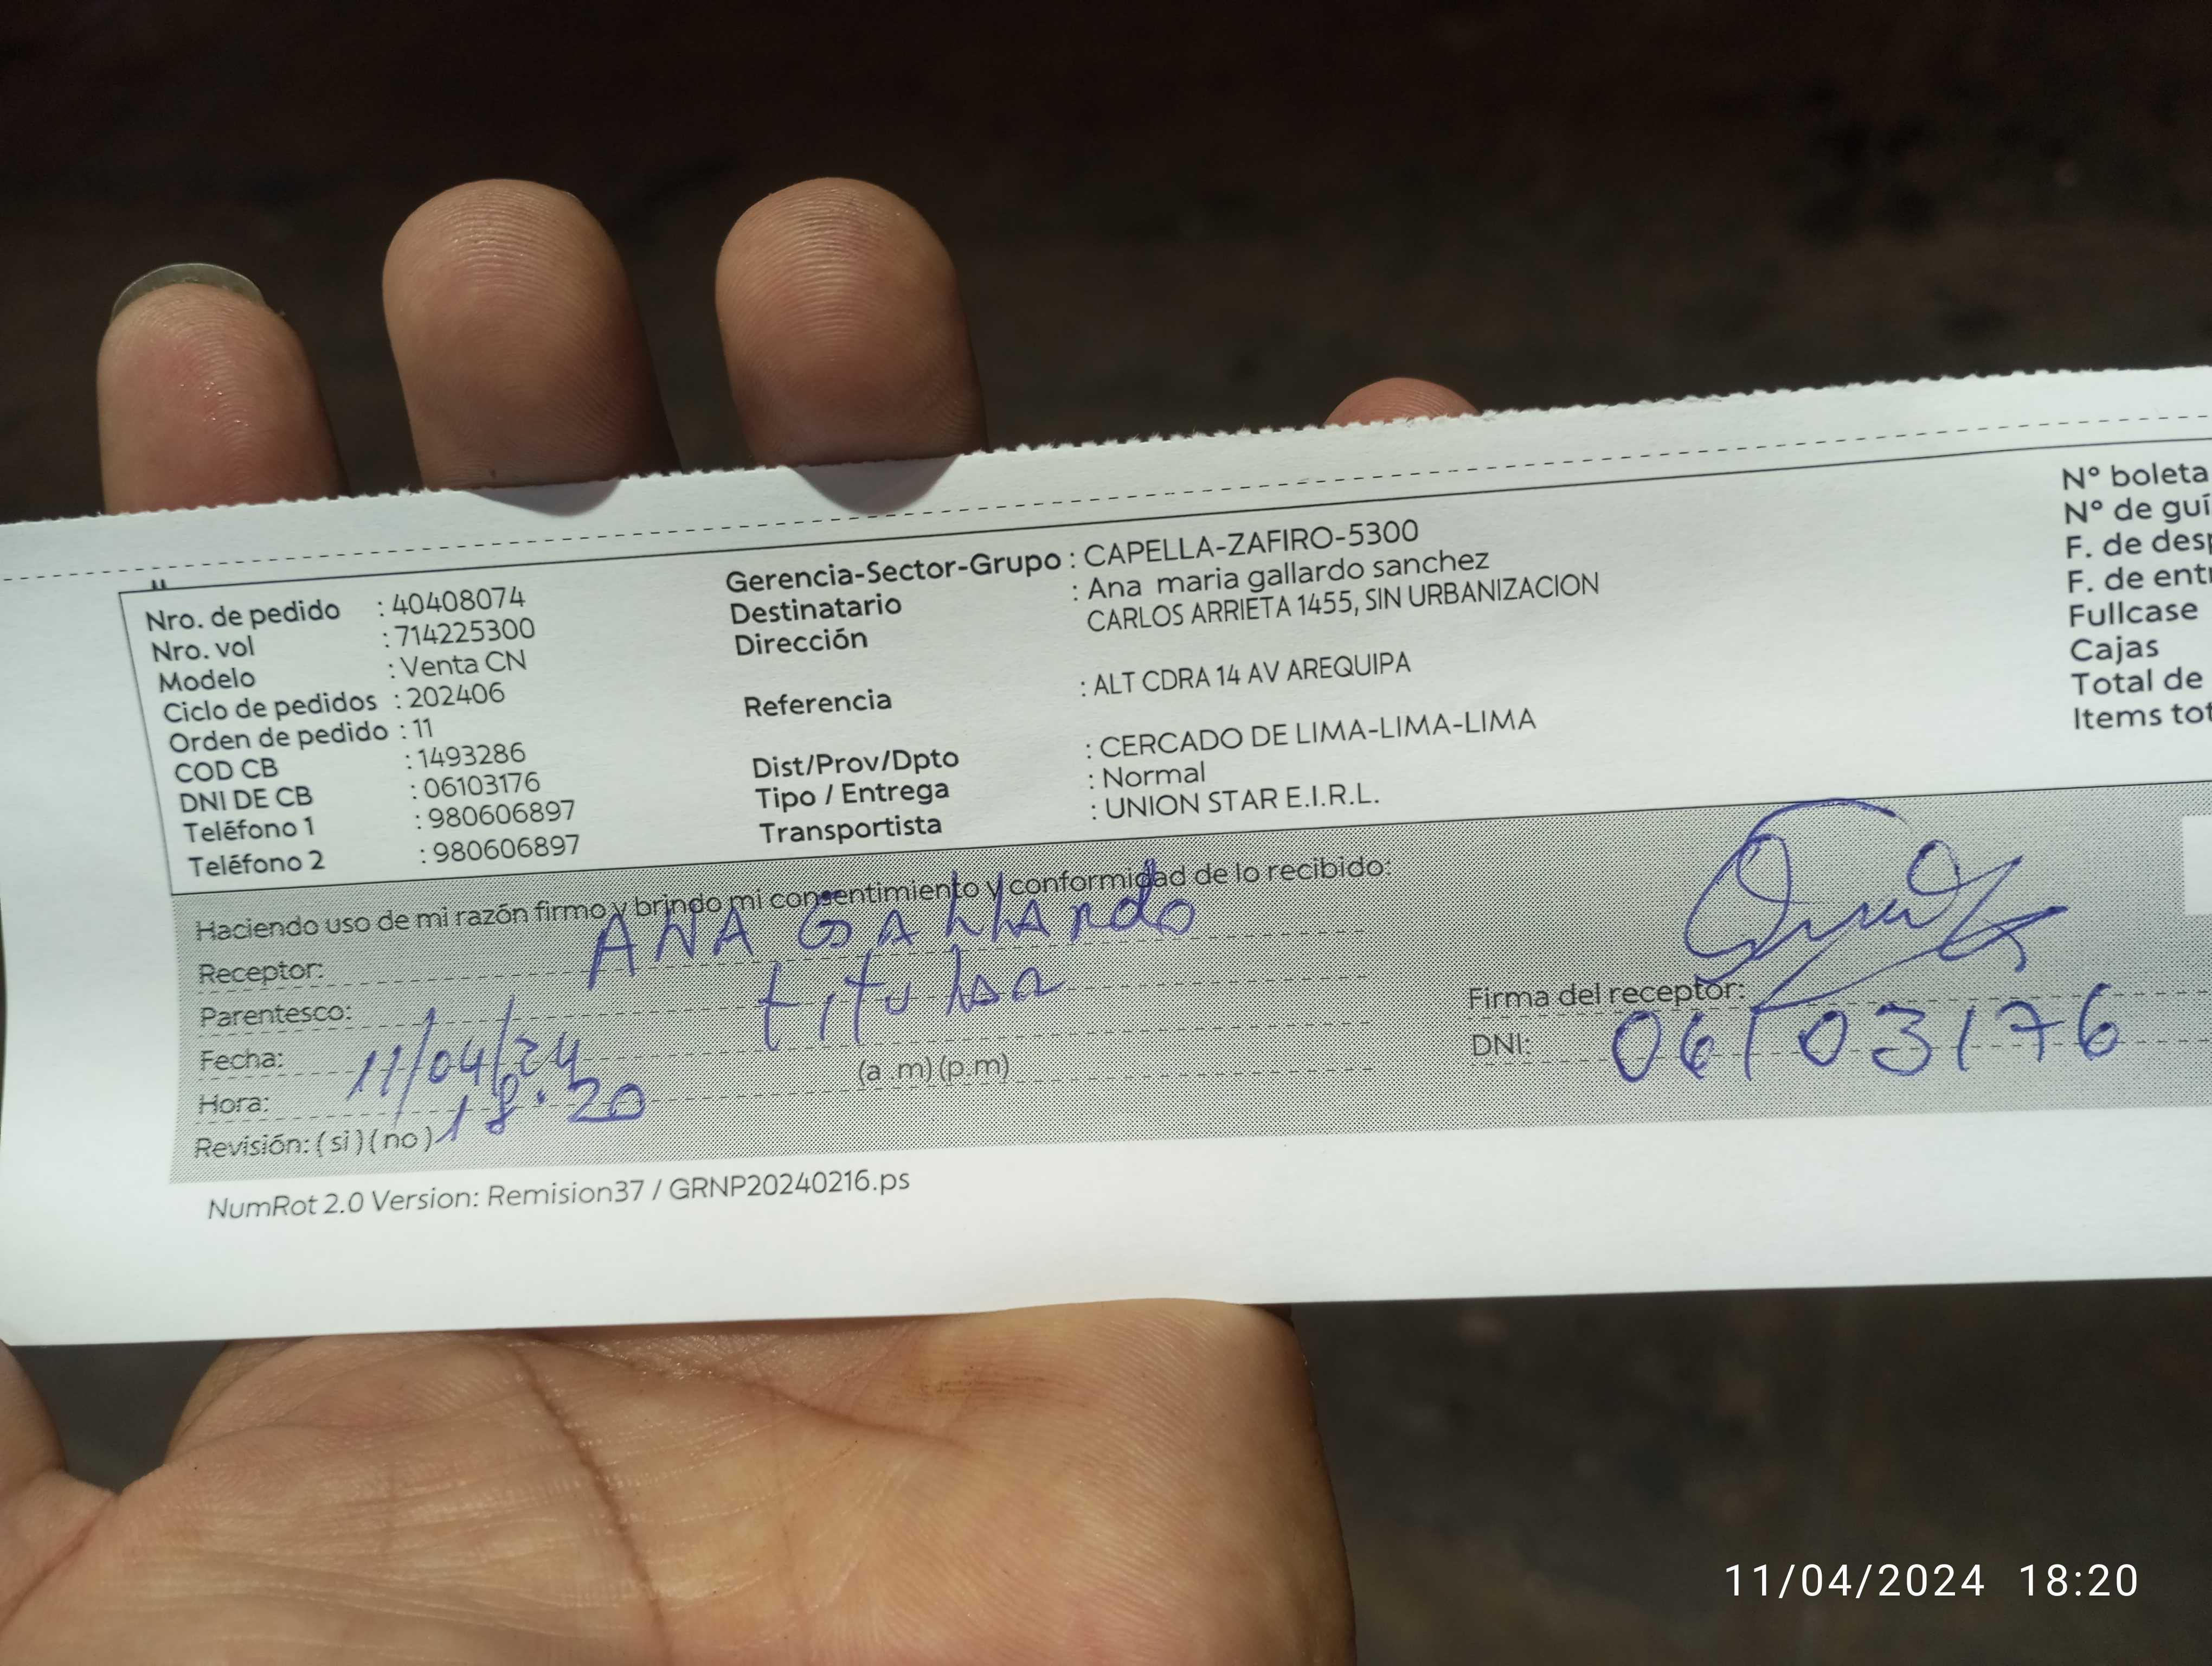 Nro. de pedido : 40408074
Nro. vol : 714225300
Modelo : Venta CN
Ciclo de pedidos : 202406
Orden de pedido : 11
COD CB : 1493286
DNI DE CB : 06103176
Teléfono 1 : 980606897
Teléfono 2 : 980606897
Gerencia-Sector-Grupo : CAPELLA-ZAFIRO-5300
Destinatario : Ana maria gallardo sanchez
Dirección CARLOS ARRIETA 1455, SIN URBANIZACION
Referencia : ALT CDRA 14 AV AREQUIPA
Dist/Prov/Dpto : CERCADO DE LIMA-LIMA-LIMA
Tipo / Entrega : Normal
Transportista : UNION STAR E.I.R.L.
N° boleta
N° de guí
F. de desp
F. de entr
Fullcase
Cajas
Total de
Items tot
Haciendo uso de mi razón firmo y brindo mi consentimiento y conformidad de lo recibido:
Receptor: ANA GALLARdo
Parentesco: titular
Fecha: 11/04/24
Hora: 18:20 (a .m) (p.m)
Revisión: ( si ) ( no )
Firma del receptor:
DNI: 06103176
NumRot 2.0 Version: Remision37 / GRNP20240216.ps
11/04/2024 18:20